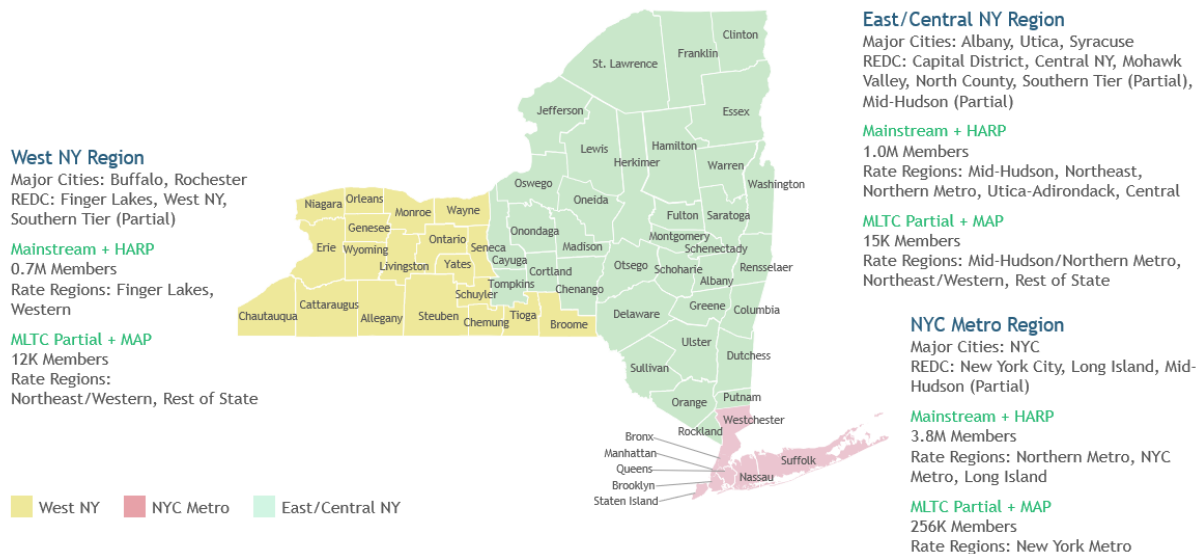 West NY Region
Major Cities: Buffalo, Rochester
REDC: Finger Lakes, West NY,
Southern Tier (Partial)
Mainstream + HARP
0.7M Members
Rate Regions: Finger Lakes,
Western
MLTC Partial + MAP
12K Members
Rate Regions:
Northeast/Western, Rest of State
Clinton
Franklin
St. Lawrence
Essex
Jefferson
Lewis
Hamilton
Herkimer
Warren
Washington
Oswego
Oneida
Niagara
Orleans
Monroe
Wayne
Fulton
Saratoga
Genesee
Onondaga
Montgomery
Ontario
Seneca
Madison
Schenectady
Erie
Wyoming
Cayuga
Otsego
Rensselaer
Livingston
Yates
Cortland
Schoharie
Albany
Tompkins
Chenango
Schuyler
Cattaraugus
Chautauqua
Allegany
Steuben
Chemung
Tioga
Broome
Delaware
Greene
Columbia
Ulster
Dutchess
Sullivan
Orange
Putnam
Westchester
Rockland
Bronx
Manhattan
Queens
Brooklyn
Staten Island
Nassau
Suffolk
East/Central NY Region
Major Cities: Albany, Utica, Syracuse
REDC: Capital District, Central NY, Mohawk
Valley, North County, Southern Tier (Partial),
Mid-Hudson (Partial)
Mainstream + HARP
1.0M Members
Rate Regions: Mid-Hudson, Northeast,
Northern Metro, Utica-Adirondack, Central
MLTC Partial + MAP
15K Members
Rate Regions: Mid-Hudson/Northern Metro,
Northeast/Western, Rest of State
NYC Metro Region
Major Cities: NYC
REDC: New York City, Long Island, Mid-
Hudson (Partial)
Mainstream + HARP
3.8M Members
Rate Regions: Northern Metro, NYC
Metro, Long Island
MLTC Partial + MAP
256K Members
Rate Regions: New York Metro
West NY
NYC Metro
East/Central NY